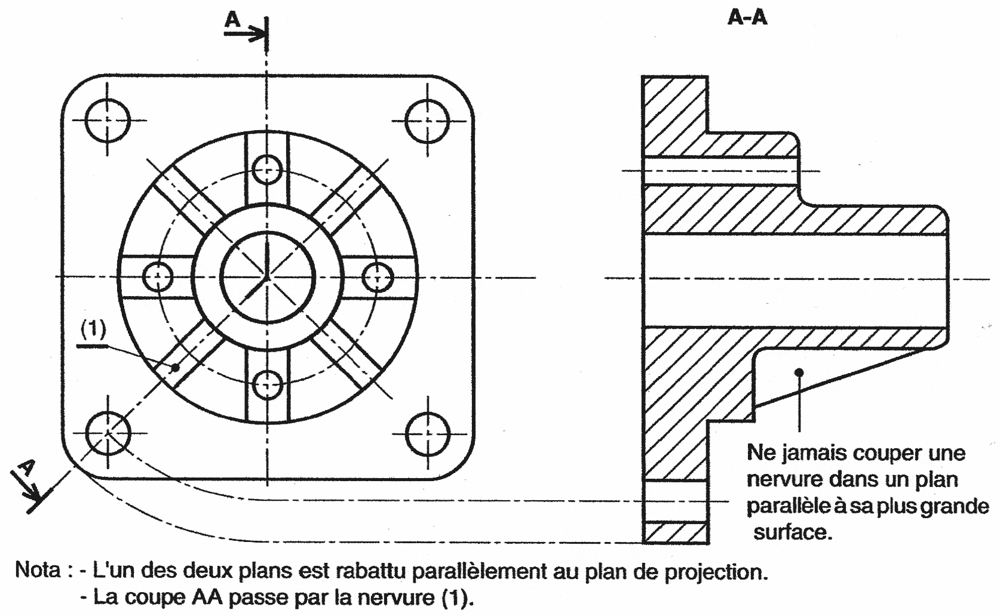 A
A-A
(1)
A
Ne jamais couper une
nervure dans un plan
parallèle à sa plus grande
surface.
Nota : - L'un des deux plans est rabattu parallèlement au plan de projection.
- La coupe AA passe par la nervure (1).